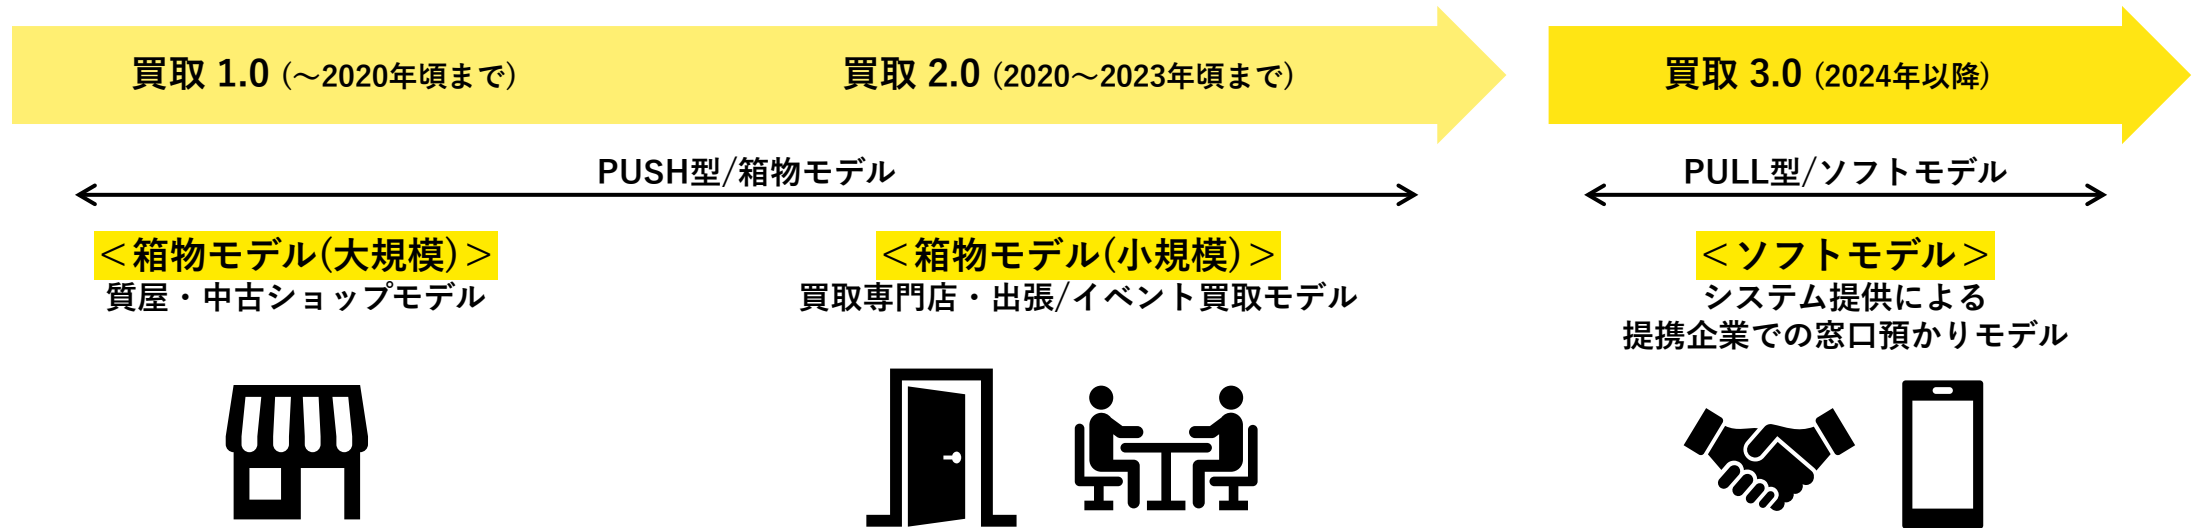 買取 1.0 (～2020年頃まで)
買取 2.0 (2020～2023年頃まで)
買取 3.0 (2024年以降)
PUSH型/箱物モデル
PULL型/ソフトモデル
＜箱物モデル(大規模)＞
質屋・中古ショップモデル
＜箱物モデル(小規模)＞
買取専門店・出張/イベント買取モデル
＜ソフトモデル＞
システム提供による
提携企業での窓口預かりモデル